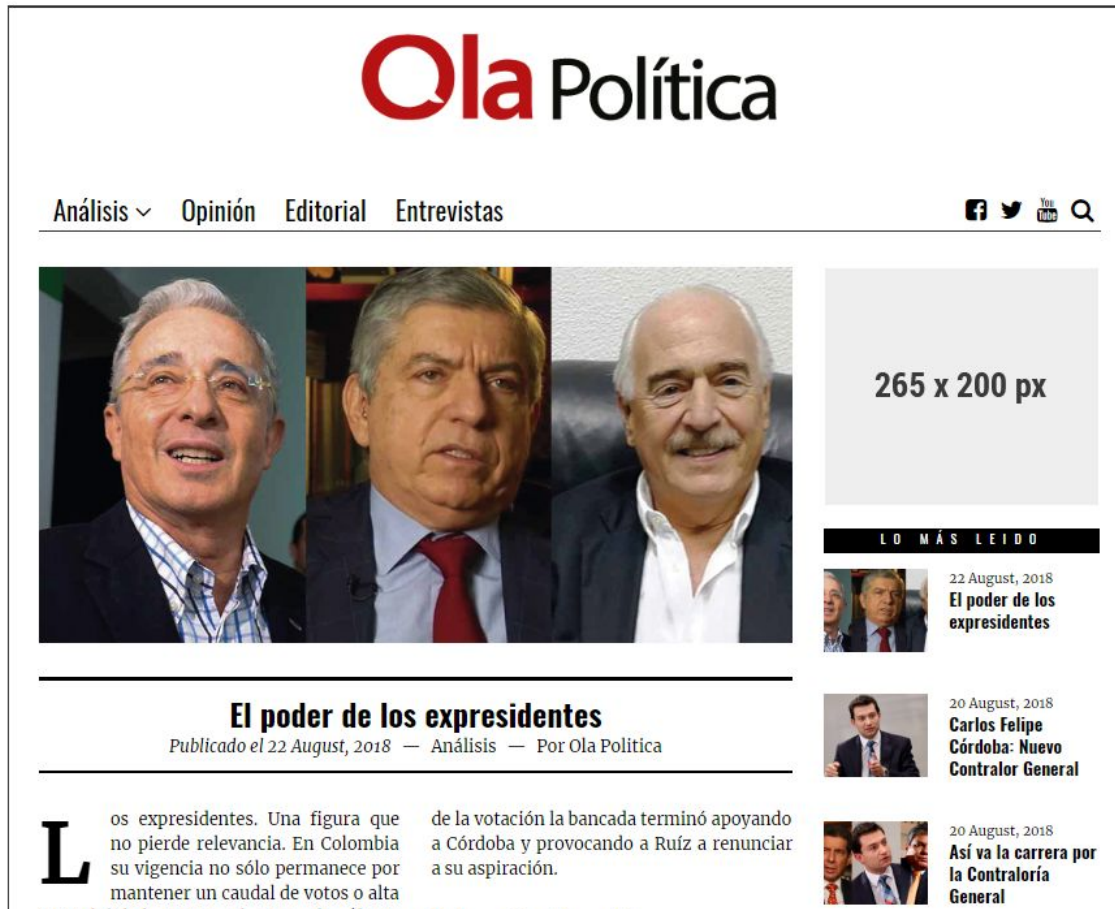 Ola Política
Análisis Opinión Editorial Entrevistas
You Tube
265 x 200 px
El poder de los expresidentes
Publicado el 22 August, 2018 — Análisis — Por Ola Politica
Los expresidentes. Una figura que
no pierde relevancia. En Colombia
su vigencia no sólo permanece por
mantener un caudal de votos o alta
de la votación la bancada terminó apoyando
a Córdoba y provocando a Ruíz a renunciar
a su aspiración.
LO MÁS LEIDO
22 August, 2018
El poder de los
expresidentes
20 August, 2018
Carlos Felipe
Córdoba: Nuevo
Contralor General
20 August, 2018
Así va la carrera por
la Contraloría
General